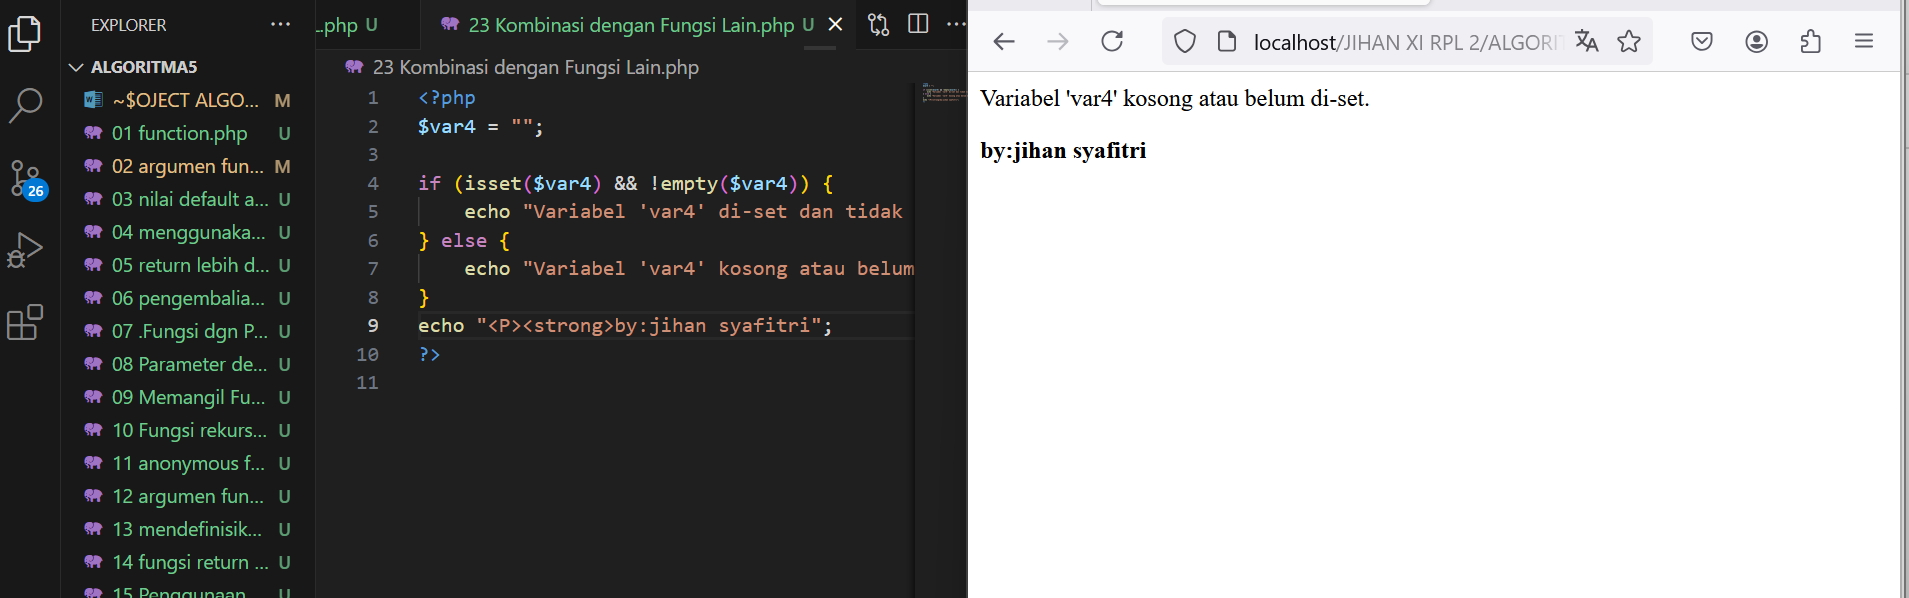 EXPLORER ···
ALGORITMA5
~$OJECT ALGO... M
01 function.php U
02 argumen fun... M
03 nilai default a... U
04 menggunaka... U
05 return lebih d... U
06 pengembalia... U
07 .Fungsi dgn P... U
08 Parameter de... U
09 Memangil Fu... U
10 Fungsi rekurs... U
11 anonymous f... U
12 argumen fun... U
13 mendefinisik... U
14 fungsi return ... U
15 Penggunaan U
26
.php U
23 Kombinasi dengan Fungsi Lain.php U
23 Kombinasi dengan Fungsi Lain.php
1 <?php
2 $var4 = "";
3
4 if (isset($var4) && !empty($var4)) {
5 echo "Variabel 'var4' di-set dan tidak
6 } else {
7 echo "Variabel 'var4' kosong atau belum
8 }
9 echo "<P><strong>by:jihan syafitri";
10 ?>
11
localhost/JIHAN XI RPL 2/ALGORIT
Variabel 'var4' kosong atau belum di-set.
by:jihan syafitri